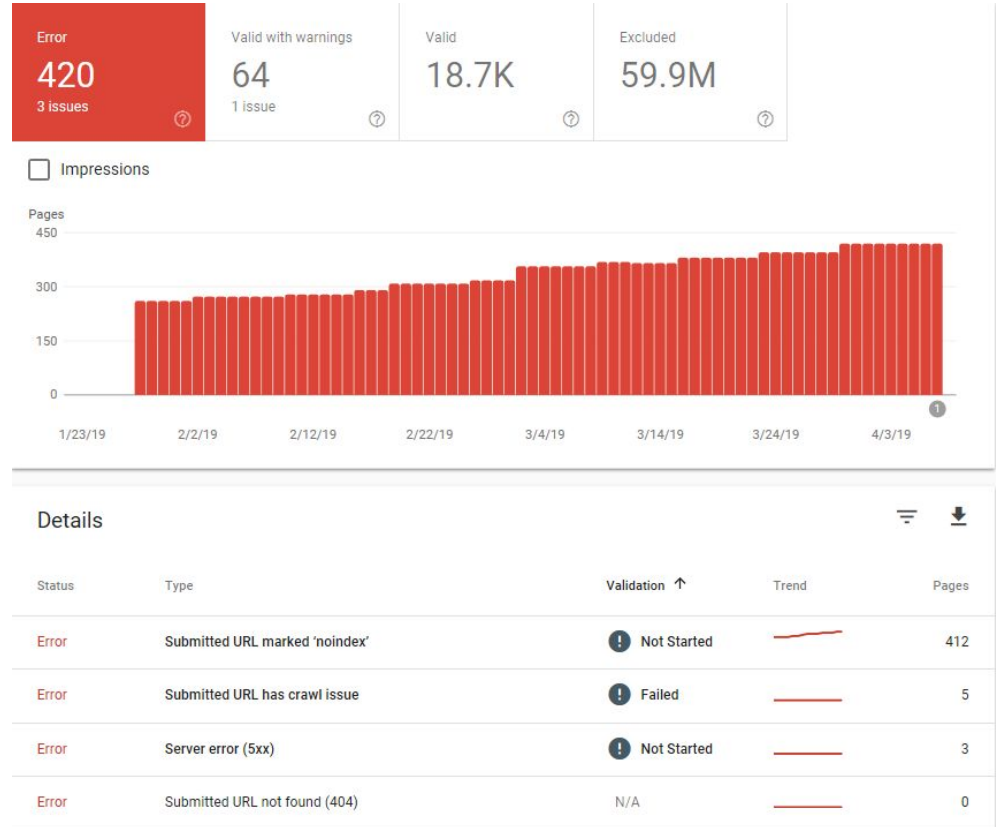 Error Valid with warnings Valid Excluded
420 64 18.7K 59.9M
3 issues 1 issue
Impressions
Pages
450
300
150
0
1
1/23/19 2/2/19 2/12/19 2/22/19 3/4/19 3/14/19 3/24/19 4/3/19
Details
Status Type Validation ↑ Trend Pages
Error Submitted URL marked ‘noindex’ ! Not Started 412
Error Submitted URL has crawl issue ! Failed 5
Error Server error (5xx) ! Not Started 3
Error Submitted URL not found (404) N/A 0